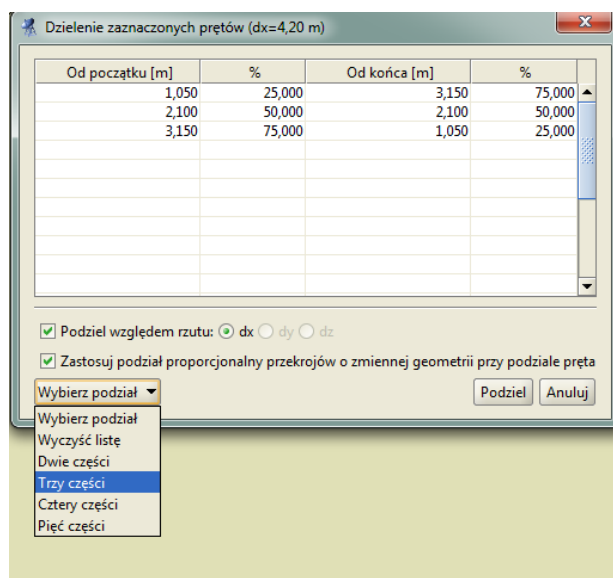 Dzielenie zaznaczonych prętów (dx=4,20 m)
Od początku [m] % Od końca [m] %
1,050 25,000 3,150 75,000
2,100 50,000 2,100 50,000
3,150 75,000 1,050 25,000
Podziel względem rzutu: dx dy dz
Zastosuj podział proporcjonalny przekrojów o zmiennej geometrii przy podziale pręta
Wybierz podział Podziel Anuluj
Wybierz podział
Wyczyść listę
Dwie części
Trzy części
Cztery części
Pięć części